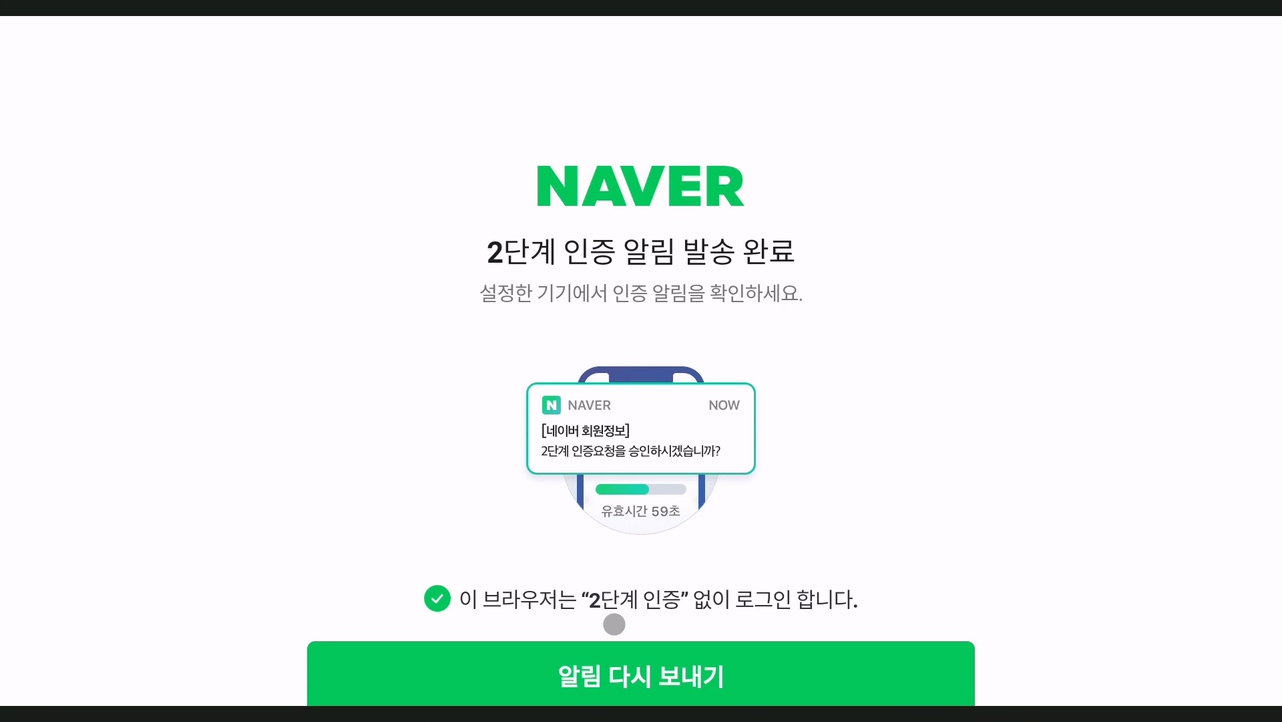 NAVER
2단계 인증 알림 발송 완료
설정한 기기에서 인증 알림을 확인하세요.
N NAVER NOW
[네이버 회원정보]
2단계 인증요청을 승인하시겠습니까?
유효시간 59초
이 브라우저는 “2단계 인증” 없이 로그인 합니다.
알림 다시 보내기